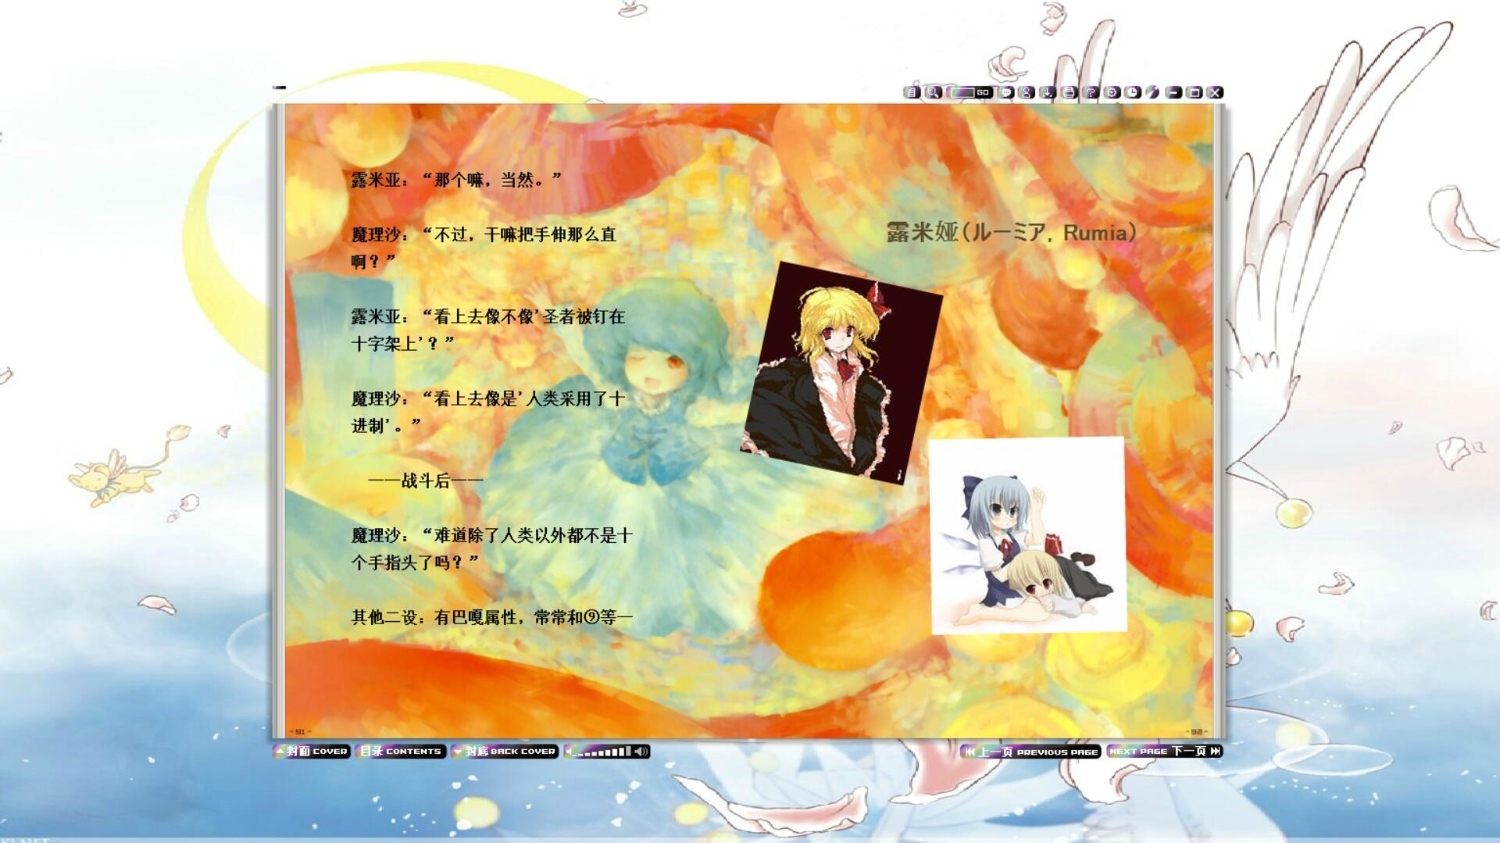 GO
露米亚：“那个嘛，当然。”
魔理沙：“不过，干嘛把手伸那么直
啊？”
露米亚：“看上去像不像'圣者被钉在
十字架上'？”
魔理沙：“看上去像是'人类采用了十
进制'。”
——战斗后——
魔理沙：“难道除了人类以外都不是十
个手指头了吗？”
其他二设：有巴嘎属性，常常和⑨等一
露米娅（ルーミア, Rumia）
- 91 -
- 92 -
封面 COVER
目录 CONTENTS
封底 BACK COVER
上一页 PREVIOUS PAGE
NEXT PAGE 下一页